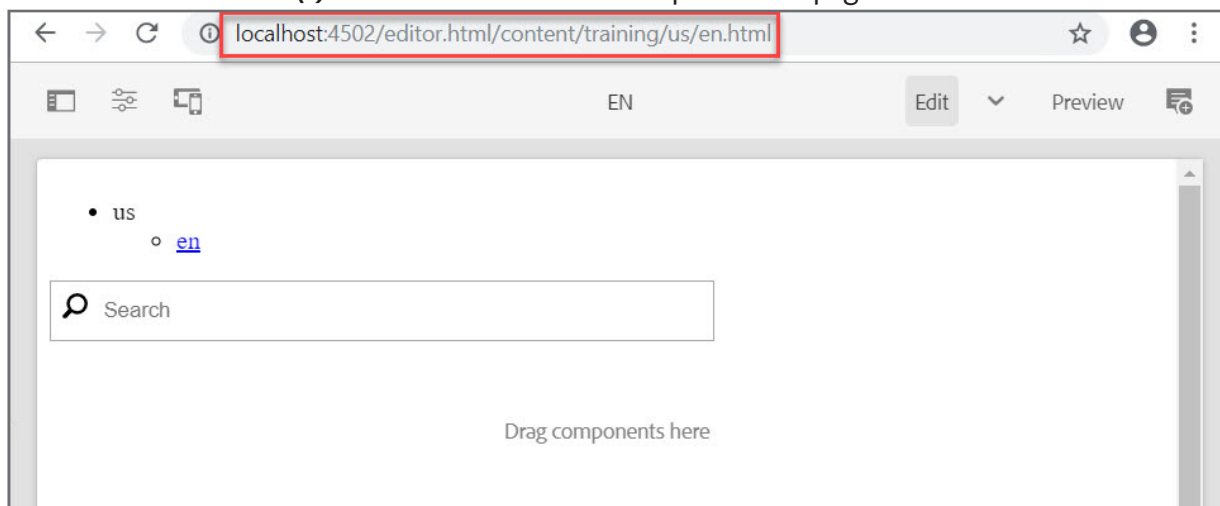 localhost:4502/editor.html/content/training/us/en.html
EN
Edit
Preview
• us
○ en
Search
Drag components here